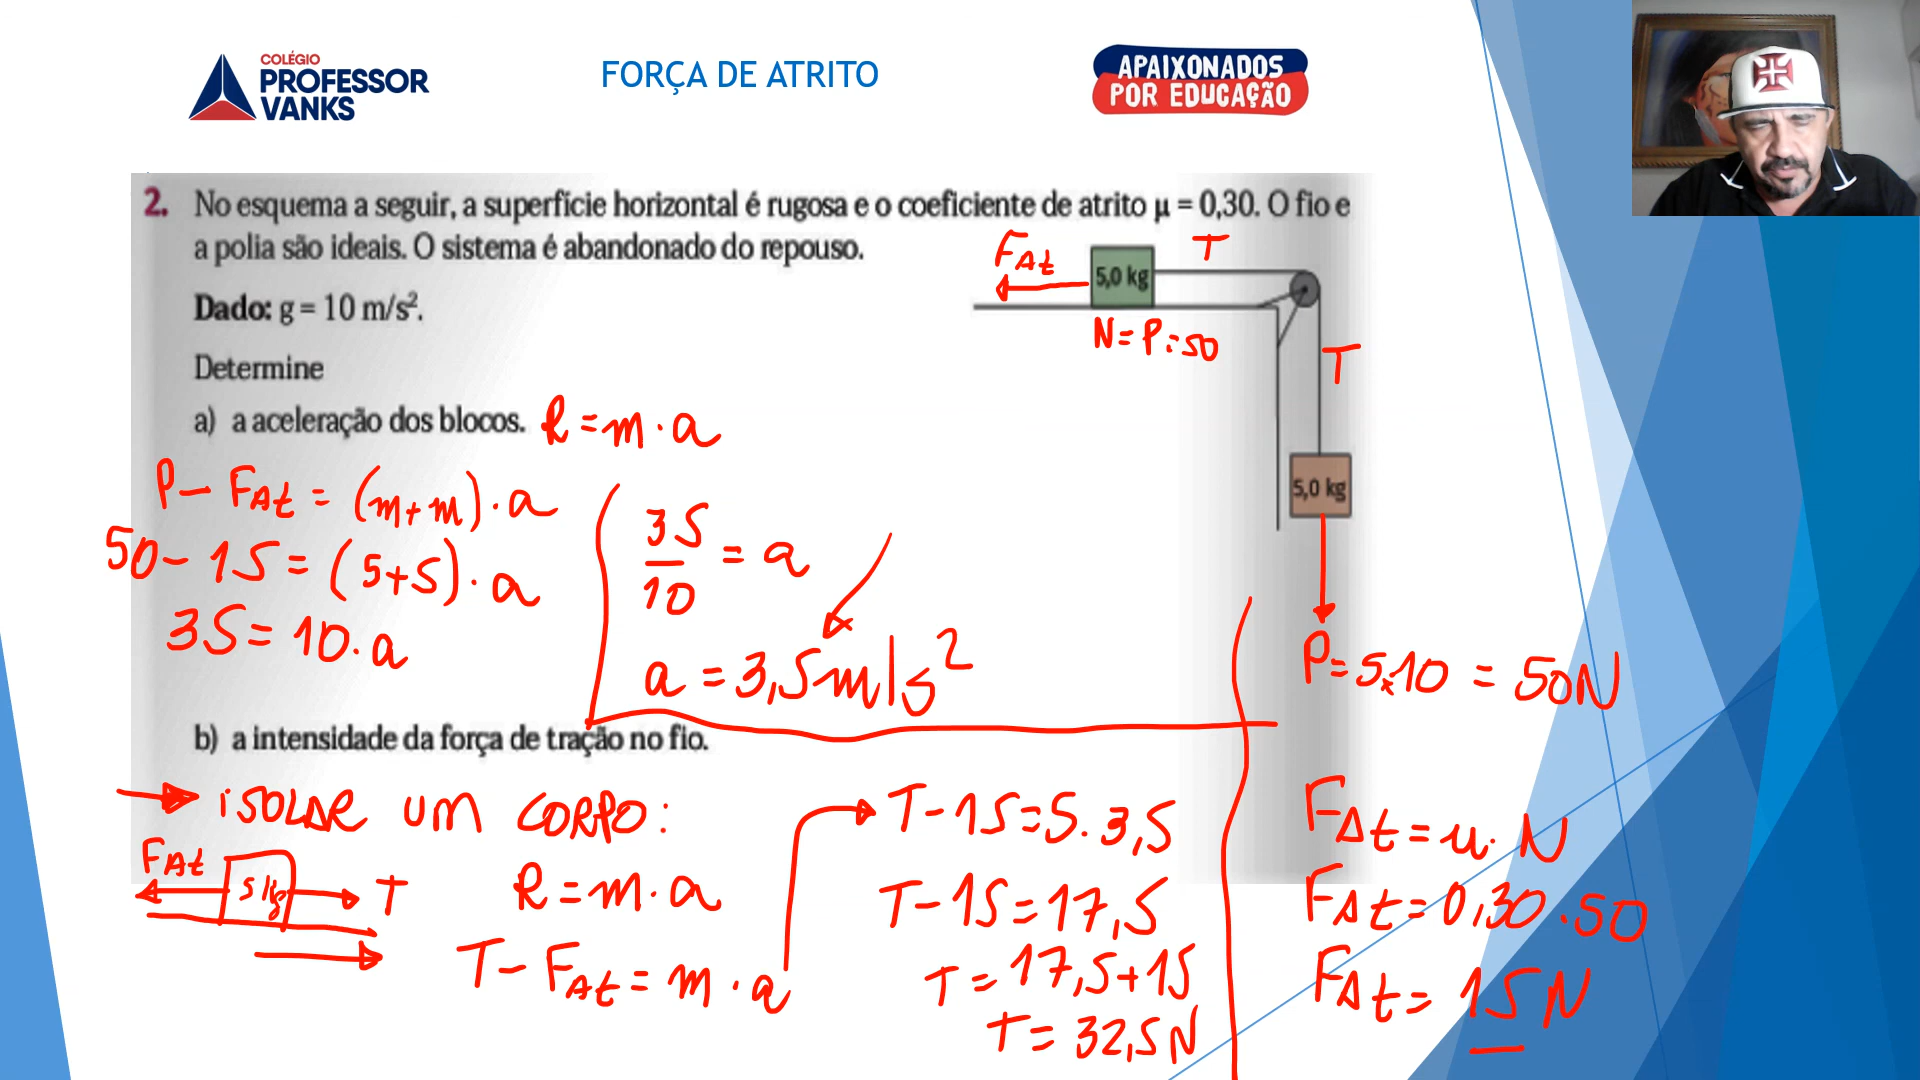 COLÉGIO
PROFESSOR
VANKS
FORÇA DE ATRITO
APAIXONADOS
POR EDUCAÇÃO
2. No esquema a seguir, a superfície horizontal é rugosa e o coeficiente de atrito μ = 0,30. O fio e
a polia são ideais. O sistema é abandonado do repouso.
Dado: g = 10 m/s².
Determine
a) a aceleração dos blocos. R = m · a
FAt
5,0 kg
T
N = P = 50
T
5,0 kg
P = 5×10 = 50N
P − FAt = (m+m) · a
50 − 15 = (5+5) · a
35 = 10 · a
35/10 = a
a = 3,5m/s²
b) a intensidade da força de tração no fio.
→ iSOLAR UM CORPO:
FAt 5kg T
R = m · a
T − FAt = m · a
T − 15 = 5 . 3,5
T − 15 = 17,5
T = 17,5 + 15
T = 32,5N
FAt = μ · N
FAt = 0,30 . 50
FAt = 15 N